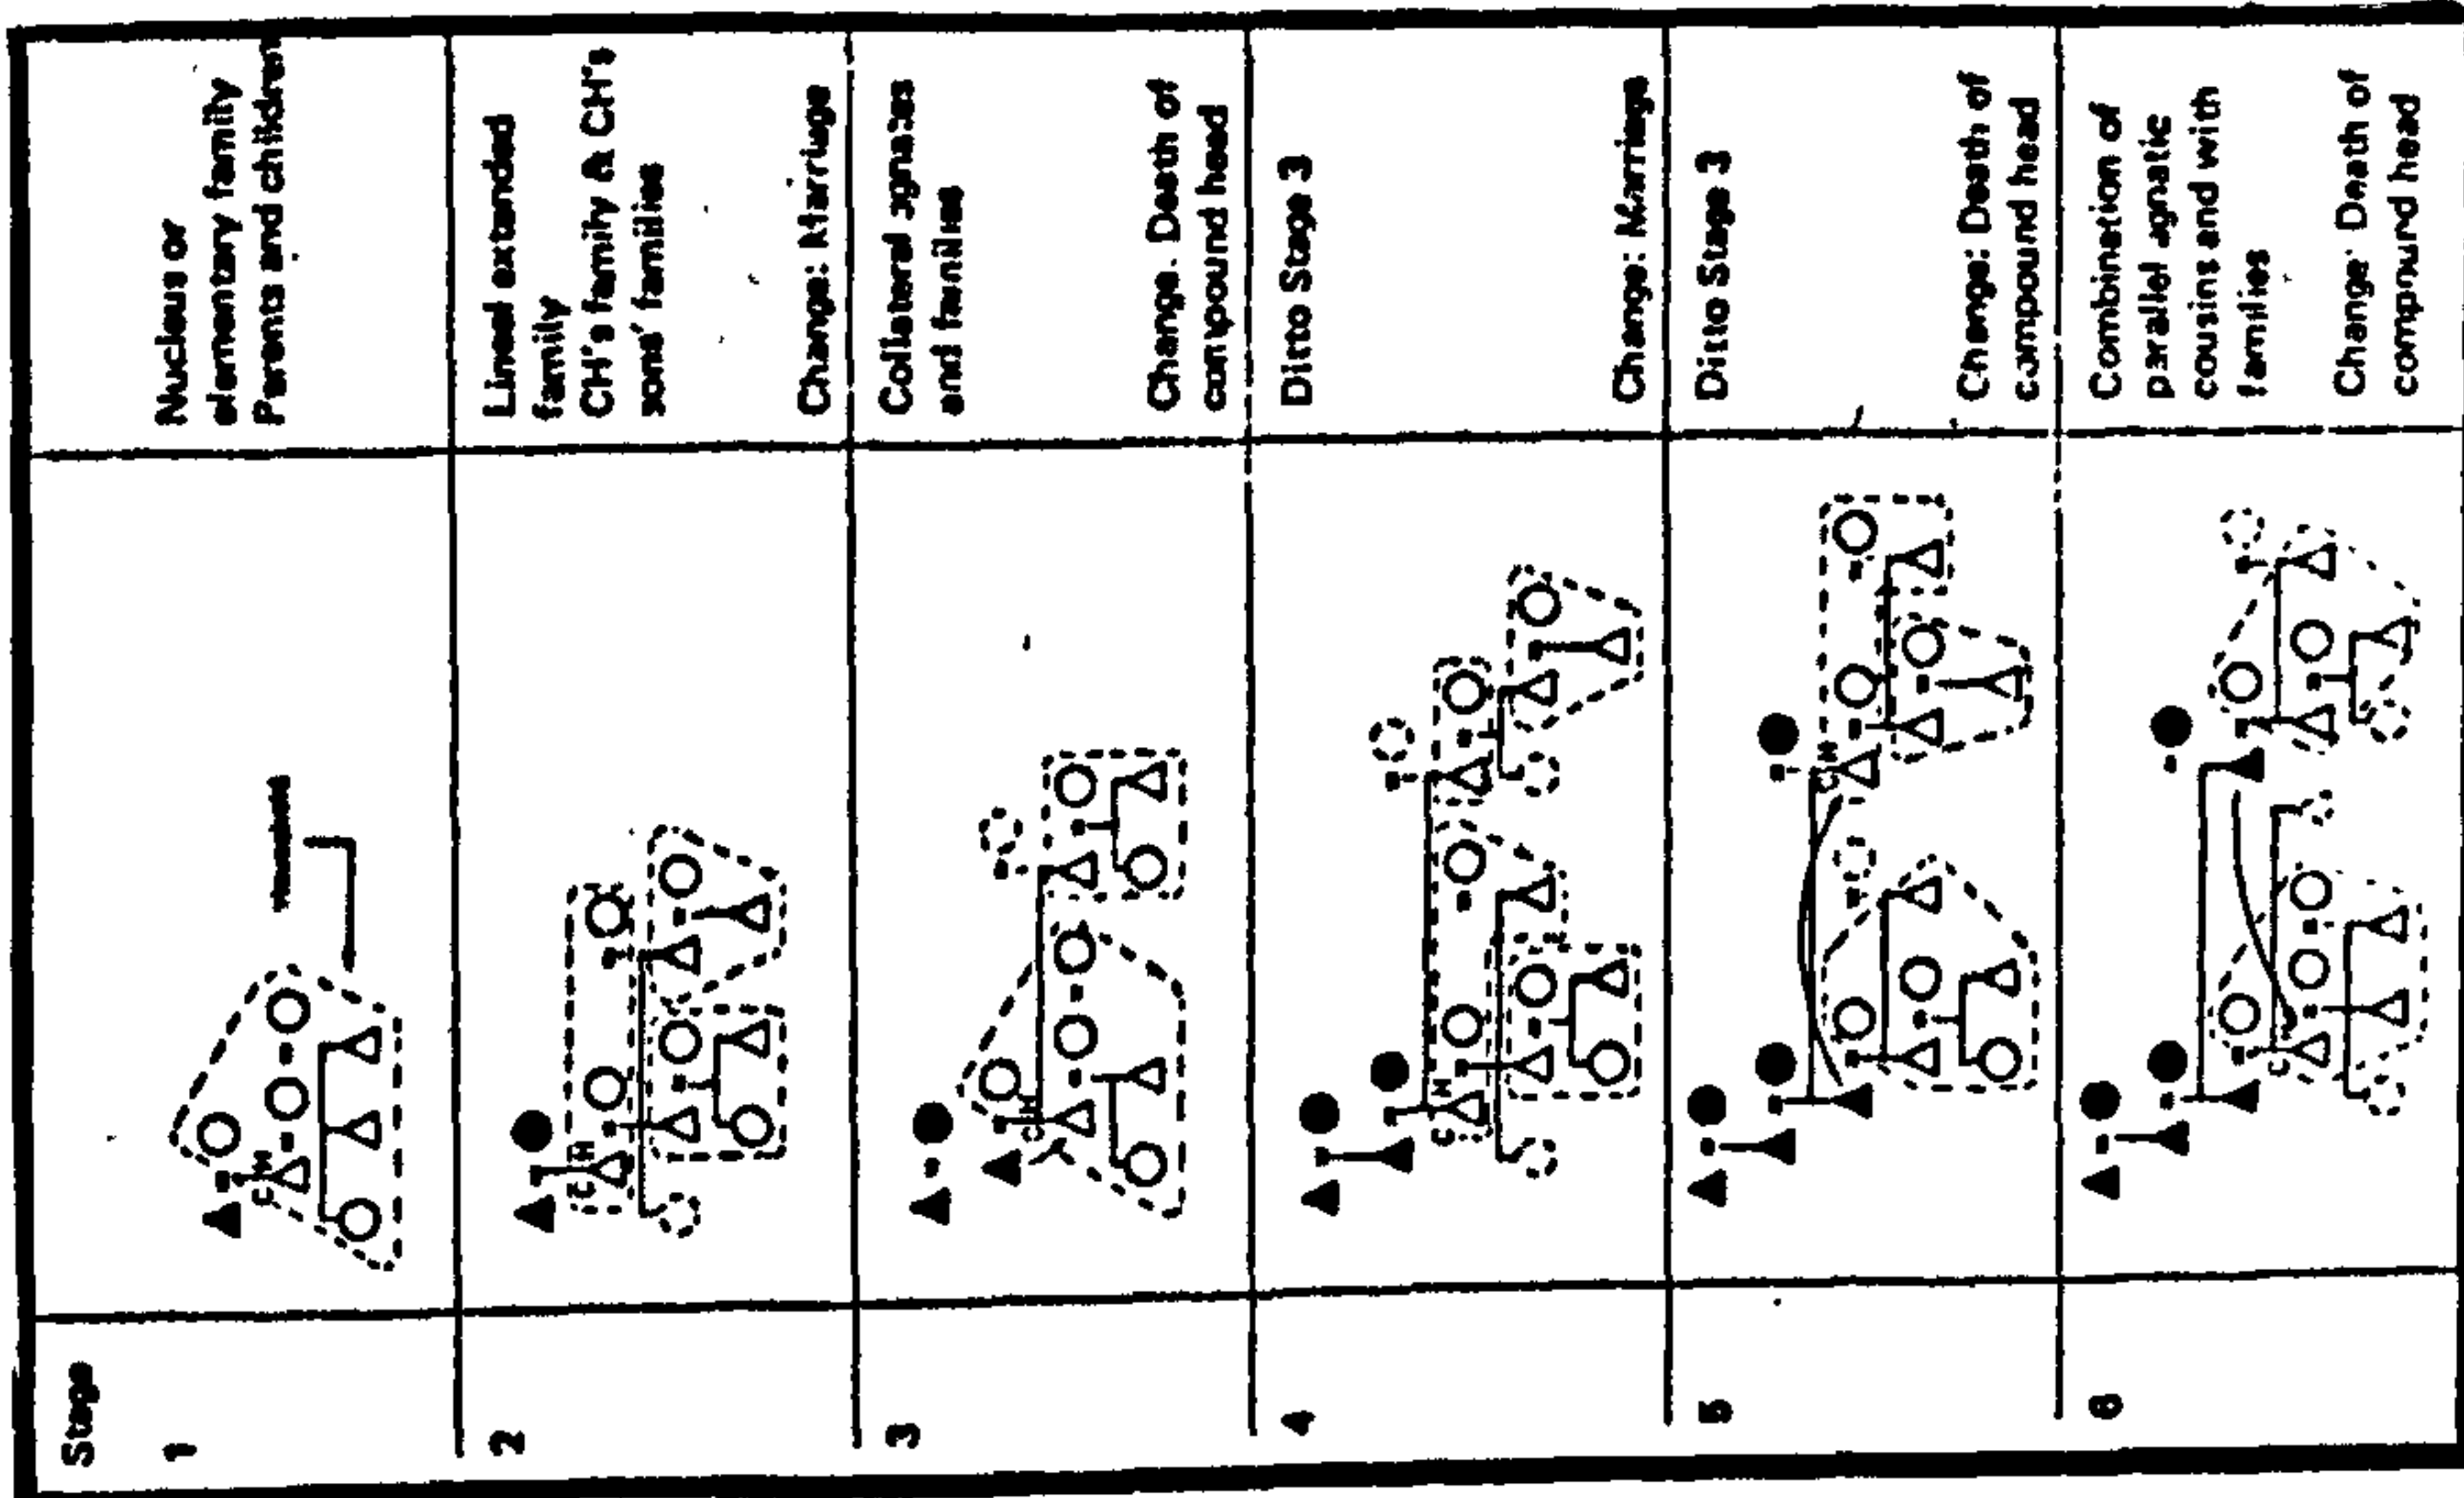 Stage
1
Nucleus or
elementary family
Parents and children
CH
2
Lineal extended
family
CH's family & CH's
sons' families
Change: Marriage
CH
3
Collateral agnates
and families
Change: Death of
compound head
CH
4
Ditto Stage 3
Change: Marriage
CH
5
Ditto Stage 3
Change: Death of
compound head
CH
6
Combination of
parallel agnatic
cousins and with
families
Change: Death of
compound head
C